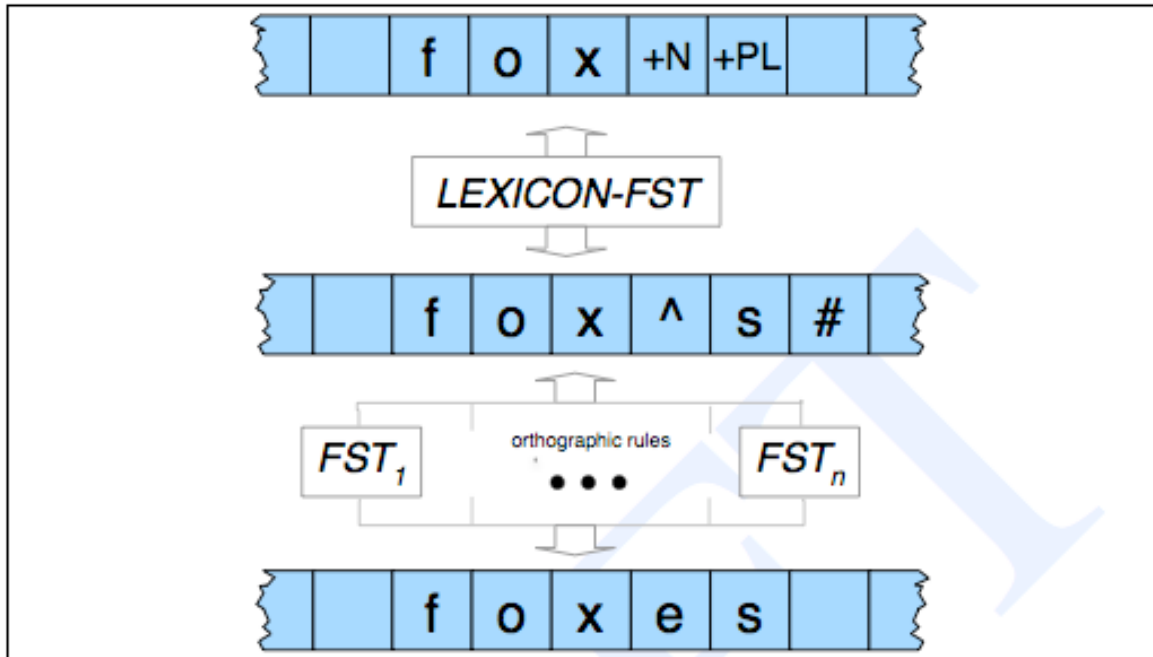 f o x +N +PL
LEXICON-FST
f o x ^ s #
orthographic rules
FST1 ••• FSTn
f o x e s